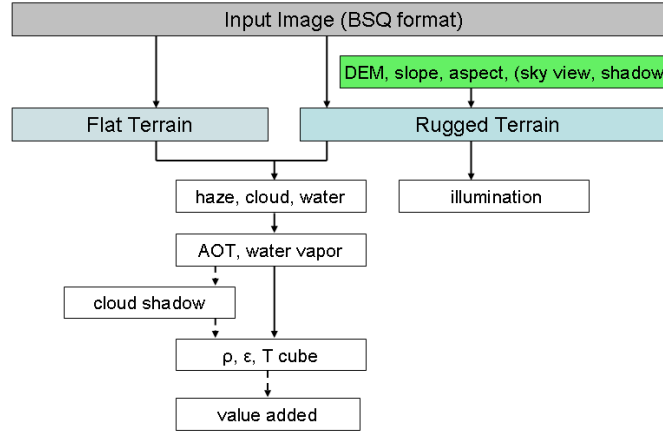 Input Image (BSQ format)
DEM, slope, aspect, (sky view, shadow
Flat Terrain
Rugged Terrain
haze, cloud, water
illumination
AOT, water vapor
cloud shadow
ρ, ε, T cube
value added